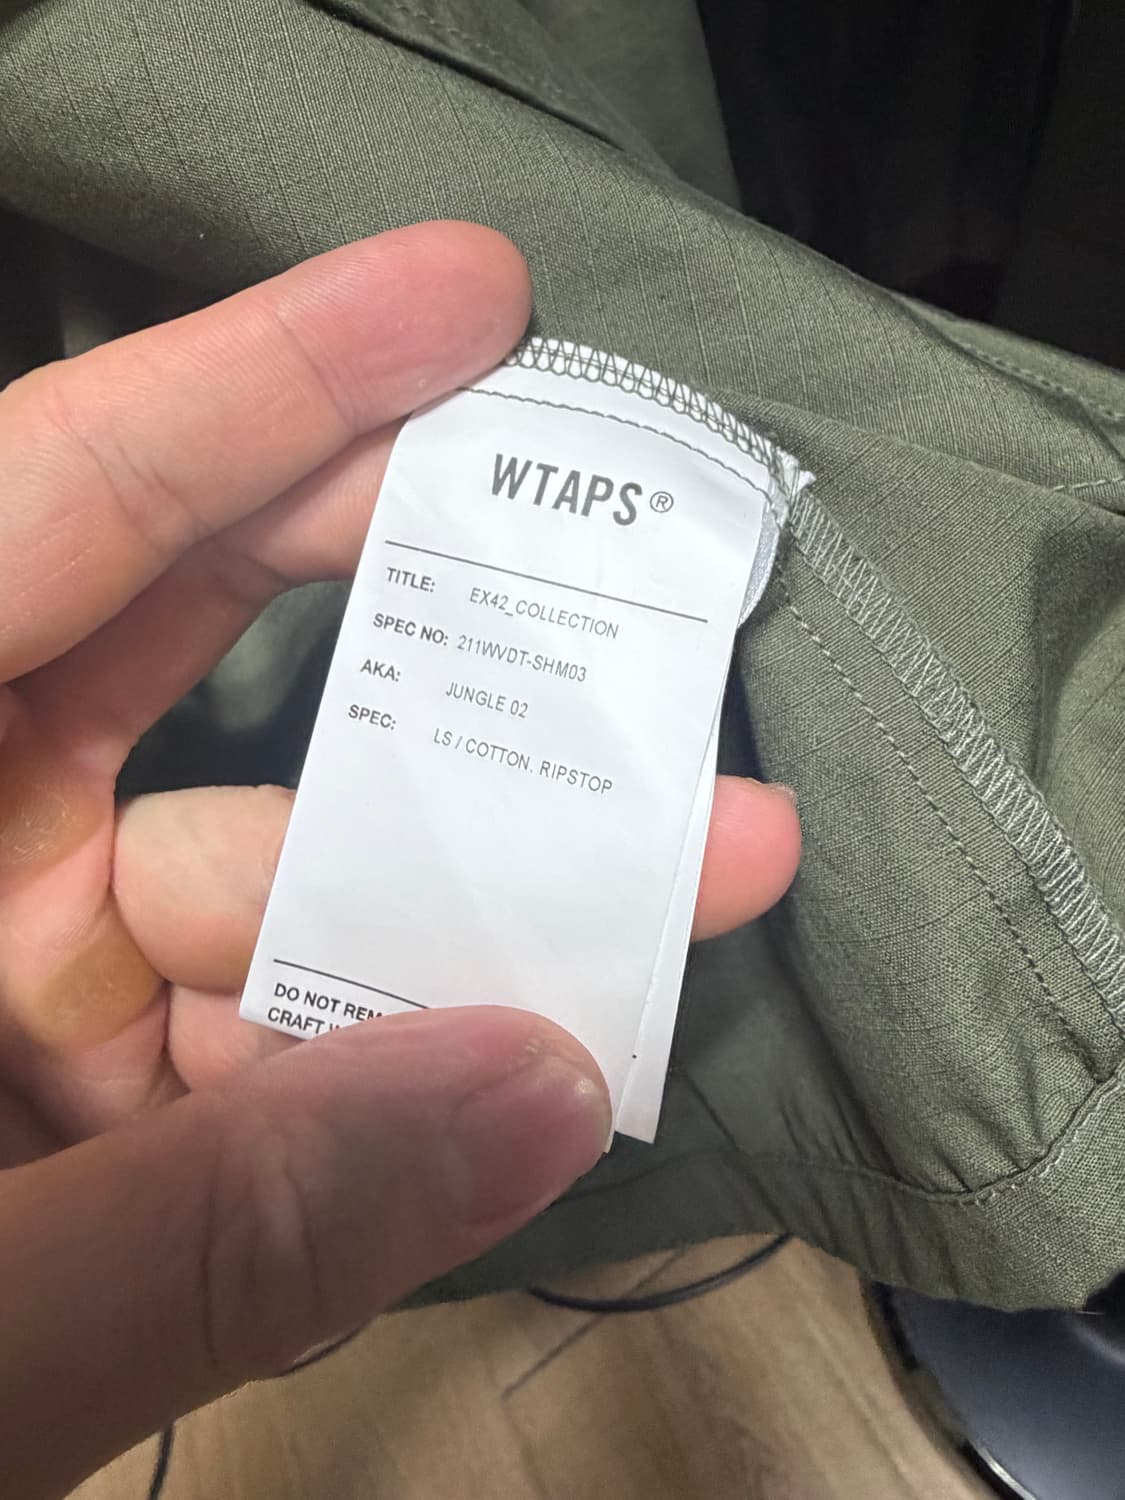 WTAPS®
TITLE: EX42_COLLECTION
SPEC NO: 211WVDT-SHM03
AKA: JUNGLE 02
SPEC: LS / COTTON. RIPSTOP
DO NOT
CRAFT